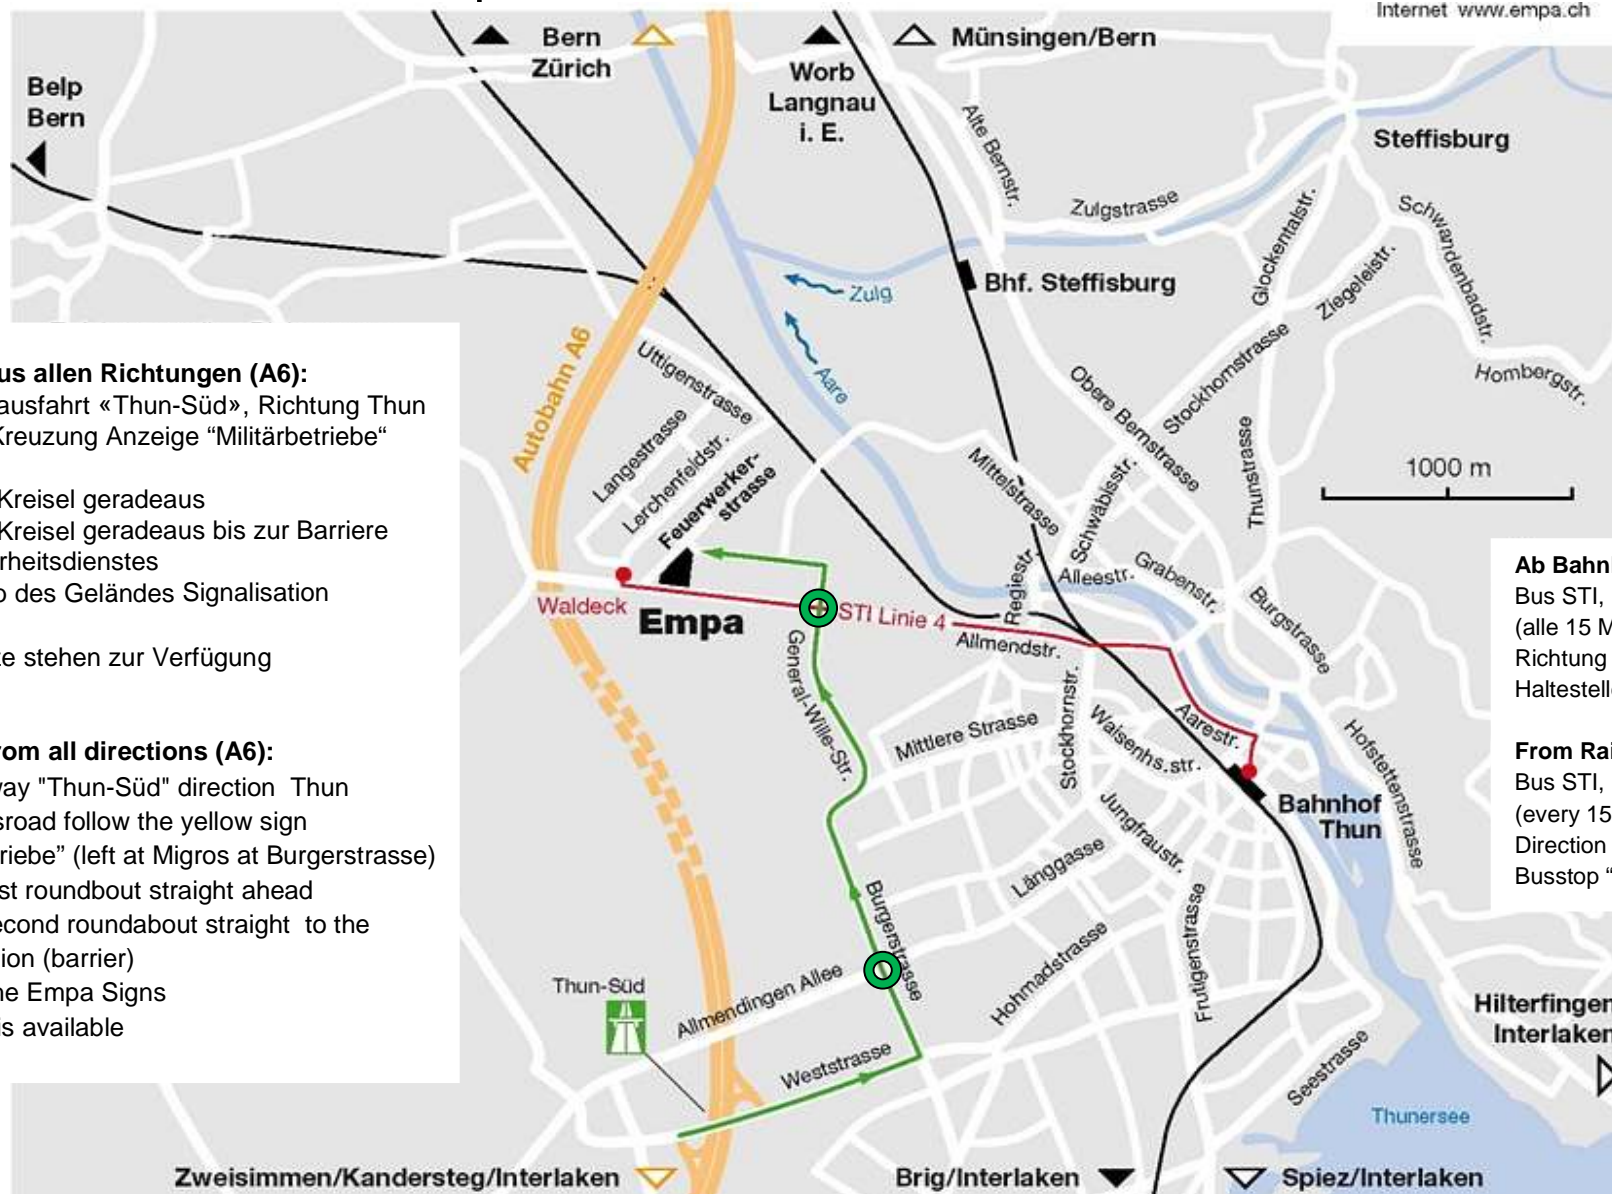 Internet www.empa.ch
Bern
Zürich
Münsingen/Bern
Worb
Langnau
i. E.
Belp
Bern
Steffisburg
Alte Bernstr.
Zulgstrasse
Glockentalstr.
Schwandenbadstr.
Ziegeleistr.
Bhf. Steffisburg
Zulg
Aare
Autobahn A6
Uttigenstrasse
Langestrasse
Lerchenfeldstr.
Feuerwerker-
strasse
Obere Bernstrasse
Stockhornstrasse
Hombergstr.
Thunstrasse
1000 m
Mittelstrasse
Schwäbisstr.
Regiestr.
Alleestr.
Grabenstr.
Burgstrasse
us allen Richtungen (A6):
ausfahrt «Thun-Süd», Richtung Thun
Kreuzung Anzeige “Militärbetriebe“
Kreisel geradeaus
Kreisel geradeaus bis zur Barriere
rheitsdienstes
des Geländes Signalisation
e stehen zur Verfügung
rom all directions (A6):
way "Thun-Süd" direction Thun
sroad follow the yellow sign
riebe” (left at Migros at Burgerstrasse)
st roundbout straight ahead
econd roundabout straight to the
ion (barrier)
ne Empa Signs
is available
Waldeck
Empa
STI Linie 4
Allmendstr.
General-Wille-Str.
Mittlere Strasse
Stockhornstr.
Waisenhs.str.
Aarestr.
Hofstettenstrasse
Bahnhof
Thun
Jungfraustr.
Länggasse
Frutigenstrasse
Hohmadstrasse
Burgerstrasse
Allmendingen Allee
Thun-Süd
Weststrasse
Seestrasse
Thunersee
Hilterfingen
Interlaken
Ab Bahn
Bus STI,
(alle 15 M
Richtung
Haltestell
From Rai
Bus STI,
(every 15
Direction
Busstop “
Zweisimmen/Kandersteg/Interlaken
Brig/Interlaken
Spiez/Interlaken